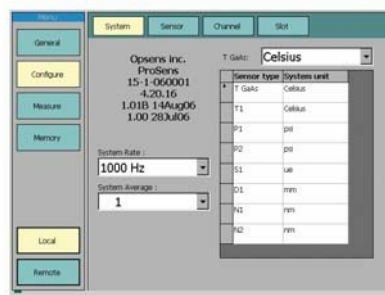 Menu
General
Configure
Measure
Memory
Local
Remote
System
Sensor
Channel
Slot
Opsens inc.
ProSens
15-1-060001
4.20.16
1.01B 14Aug06
1.00 28Jul06
System Rate :
1000 Hz
System Average :
1
T GaAs: Celsius
Sensor type System unit
T GaAs Celsius
T1 Celsius
P1 psi
P2 psi
S1 ue
D1 mm
N1 nm
N2 nm